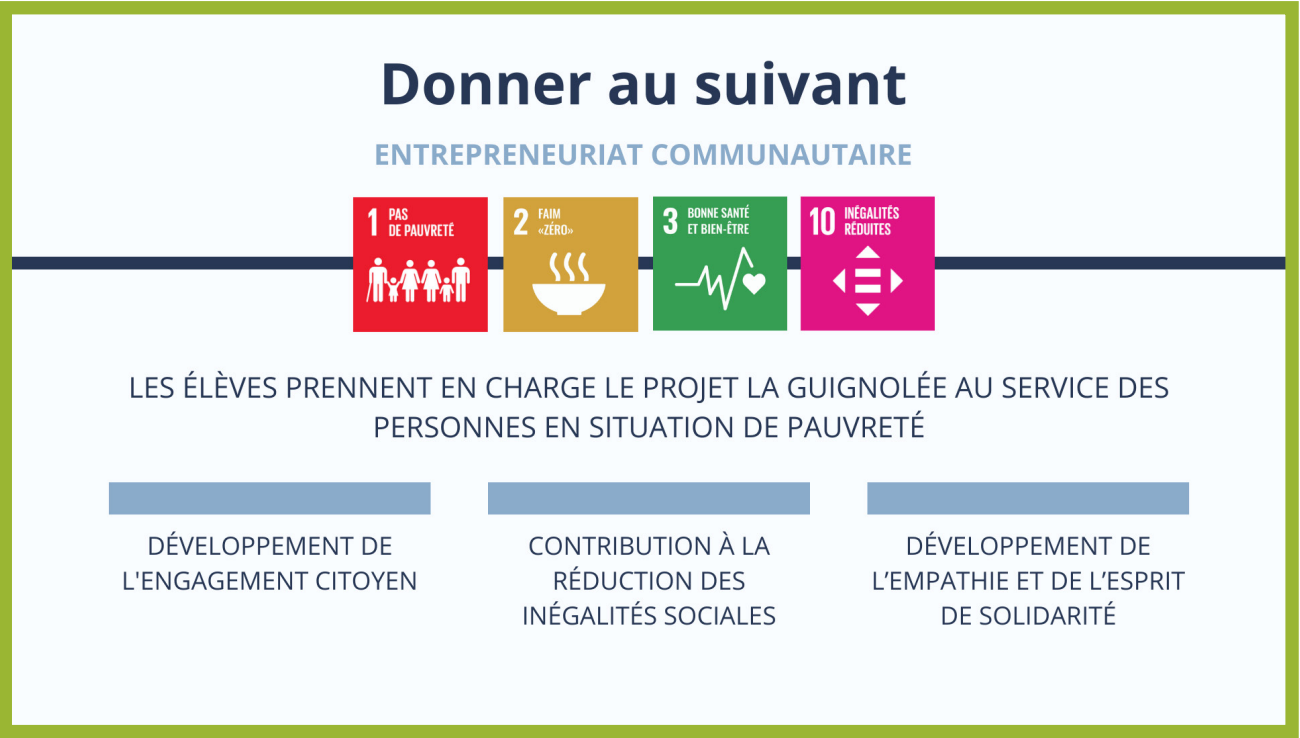 Donner au suivant
ENTREPRENEURIAT COMMUNAUTAIRE
1 PAS
DE PAUVRETÉ
2 FAIM
«ZÉRO»
3 BONNE SANTÉ
ET BIEN-ÊTRE
10 INÉGALITÉS
RÉDUITES
LES ÉLÈVES PRENNENT EN CHARGE LE PROJET LA GUIGNOLÉE AU SERVICE DES
PERSONNES EN SITUATION DE PAUVRETÉ
DÉVELOPPEMENT DE
L'ENGAGEMENT CITOYEN
CONTRIBUTION À LA
RÉDUCTION DES
INÉGALITÉS SOCIALES
DÉVELOPPEMENT DE
L’EMPATHIE ET DE L’ESPRIT
DE SOLIDARITÉ